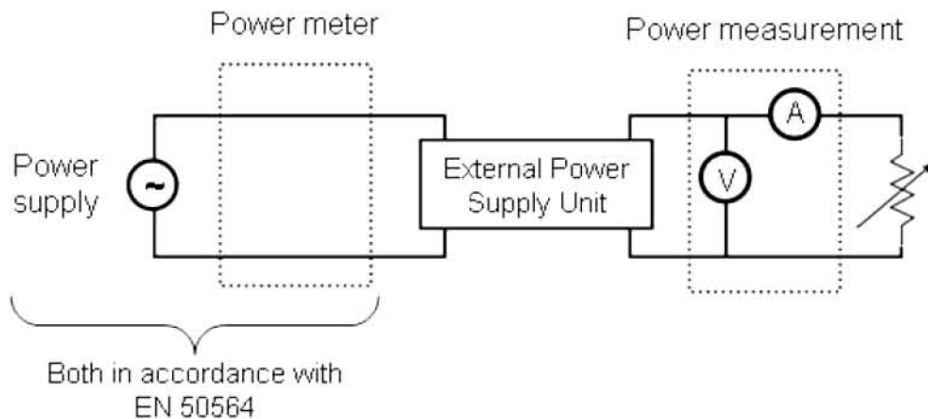 Power meter
Power measurement
Power
supply
~
External Power
Supply Unit
V
A
Both in accordance with
EN 50564